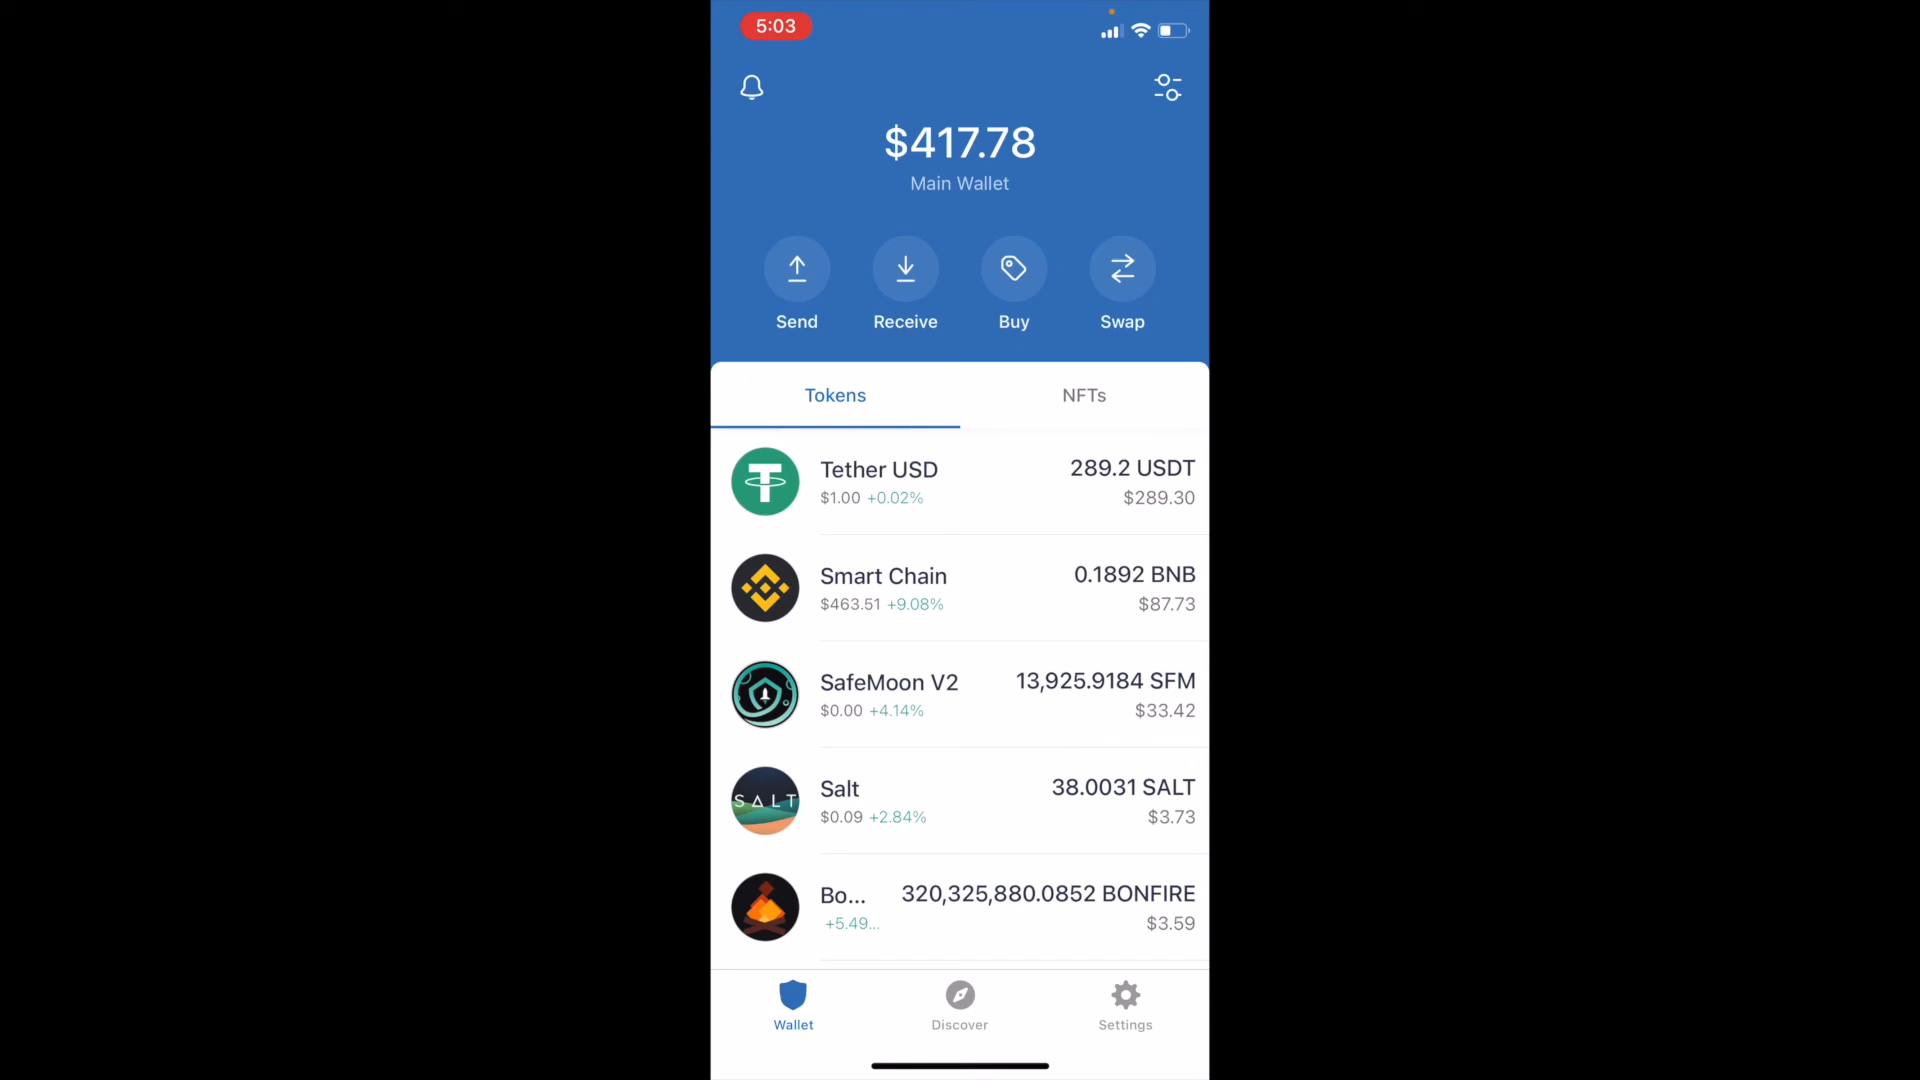 5:03
$417.78
Main Wallet
Send Receive Buy Swap
Tokens NFTs
Tether USD 289.2 USDT
$1.00 +0.02% $289.30
Smart Chain 0.1892 BNB
$463.51 +9.08% $87.73
SafeMoon V2 13,925.9184 SFM
$0.00 +4.14% $33.42
SALT
Salt 38.0031 SALT
$0.09 +2.84% $3.73
Bo... 320,325,880.0852 BONFIRE
+5.49... $3.59
Wallet Discover Settings